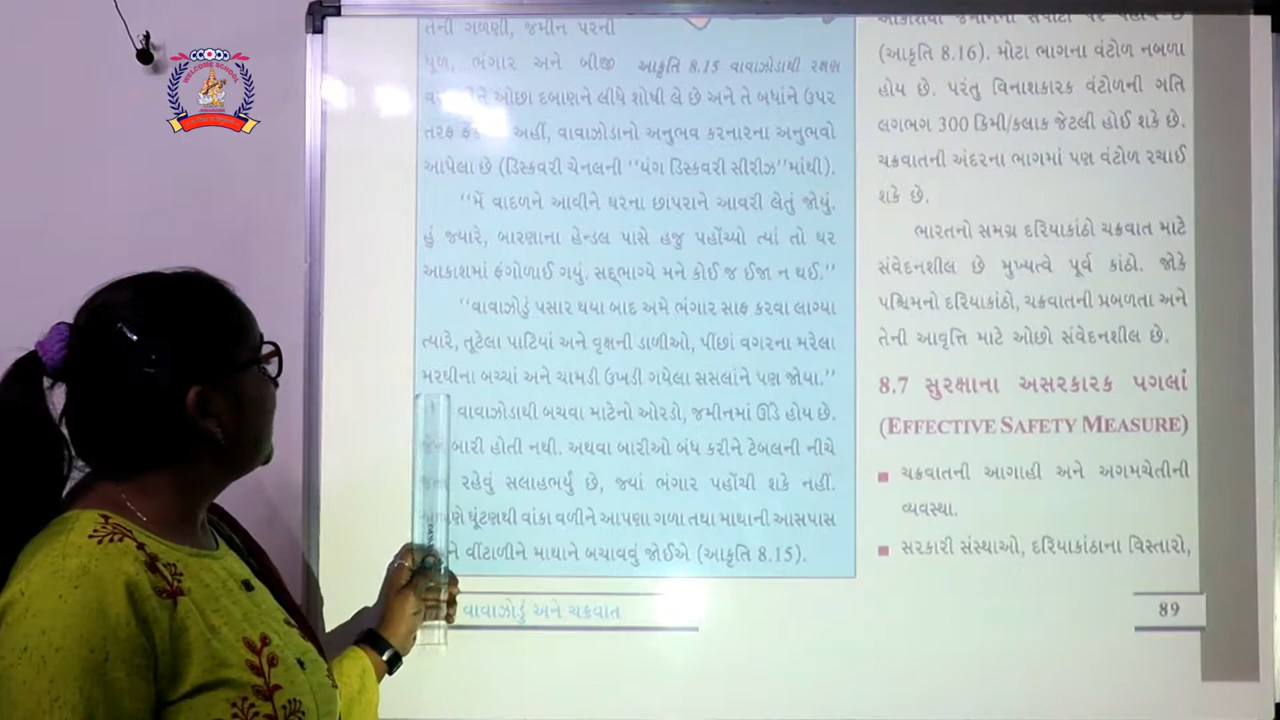 WELCOME SCHOOL
તેની ગળણી, જમીન પરની
ધૂળ, ભંગાર અને બીજી
આકૃતિ 8.15 વાવાઝોડાથી રક્ષણ
ઓછા દબાણને લીધે શોષી લે છે અને તે બધાંને ઉપર
તરફ અહીં, વાવાઝોડાનો અનુભવ કરનારના અનુભવો
આપેલા છે (ડિસ્કવરી ચેનલની ''યંગ ડિસ્કવરી સીરીઝ''માંથી).
''મેં વાદળને આવીને ઘરના છાપરાને આવરી લેતું જોયું.
હું જ્યારે, બારણાના હેન્ડલ પાસે હજુ પહોંચ્યો ત્યાં તો ઘર
આકાશમાં ફંગોળાઈ ગયું. સદ્ભાગ્યે મને કોઈ જ ઈજા ન થઈ.''
''વાવાઝોડું પસાર થયા બાદ અમે ભંગાર સાફ કરવા લાગ્યા
ત્યારે, તૂટેલા પાટિયાં અને વૃક્ષની ડાળીઓ, પીંછાં વગરના મરેલા
મરઘીના બચ્યાં અને ચામડી ઉખડી ગયેલા સસલાંને પણ જોયા.''
વાવાઝોડાથી બચવા માટેનો ઓરડો, જમીનમાં ઊંડે હોય છે.
બારી હોતી નથી. અથવા બારીઓ બંધ કરીને ટેબલની નીચે
રહેવું સલાહભર્યું છે, જ્યાં ભંગાર પહોંચી શકે નહીં.
ઘૂંટણથી વાંકા વળીને આપણા ગળા તથા માથાની આસપાસ
વીંટાળીને માથાને બચાવવું જોઈએ (આકૃતિ 8.15).
વાવાઝોડું અને ચક્રવાત
(આકૃતિ 8.16). મોટા ભાગના વંટોળ નબળા
હોય છે. પરંતુ વિનાશકારક વંટોળની ગતિ
લગભગ 300 કિમી/કલાક જેટલી હોઈ શકે છે.
ચક્રવાતની અંદરના ભાગમાં પણ વંટોળ રચાઈ
શકે છે.
ભારતનો સમગ્ર દરિયાકાંઠો ચક્રવાત માટે
સંવેદનશીલ છે મુખ્યત્વે પૂર્વ કાંઠો. જોકે
પશ્ચિમનો દરિયાકાંઠો, ચક્રવાતની પ્રબળતા અને
તેની આવૃત્તિ માટે ઓછો સંવેદનશીલ છે.
8.7 સુરક્ષાના અસરકારક પગલાં
(EFFECTIVE SAFETY MEASURE)
ચક્રવાતની આગાહી અને અગમચેતીની
વ્યવસ્થા.
સરકારી સંસ્થાઓ, દરિયાકાંઠાના વિસ્તારો,
89